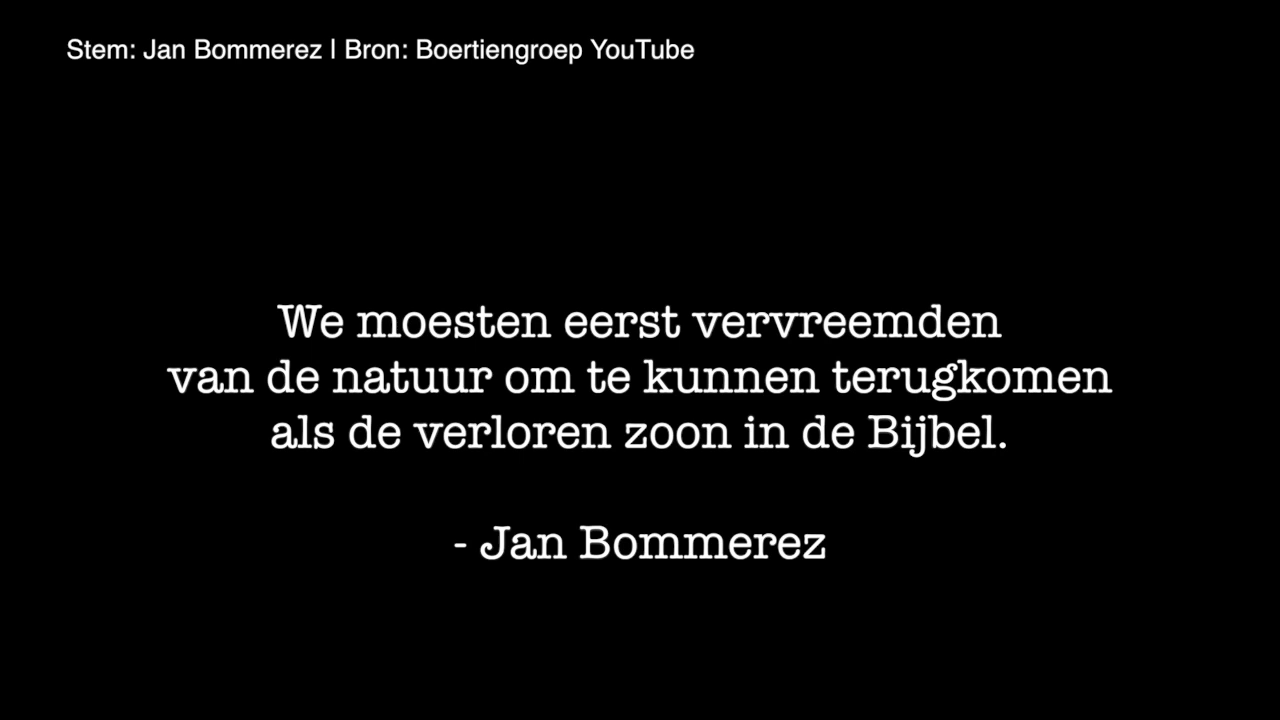 Stem: Jan Bommerez | Bron: Boertiengroep YouTube
We moesten eerst vervreemden
van de natuur om te kunnen terugkomen
als de verloren zoon in de Bijbel.
- Jan Bommerez